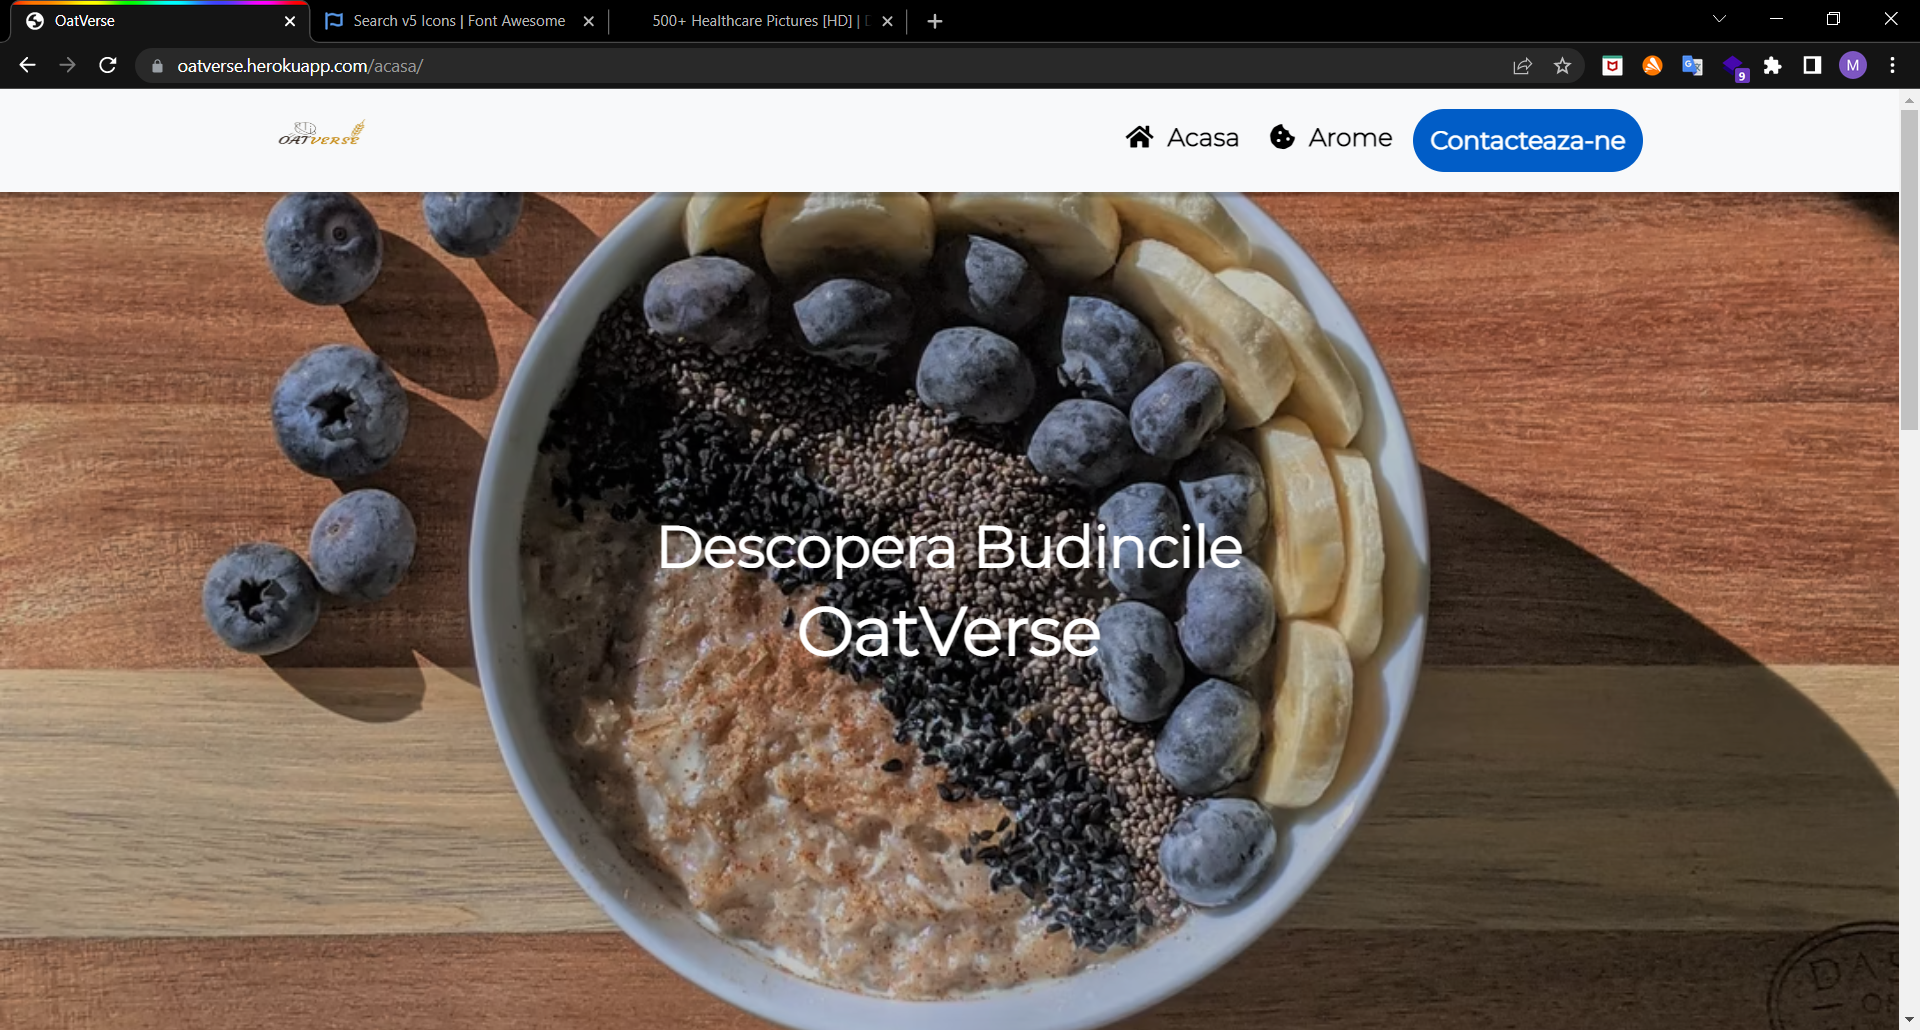 OatVerse
Search v5 Icons | Font Awesome
500+ Healthcare Pictures [HD] |
oatverse.herokuapp.com/acasa/
9
M
OATVERSE
Acasa
Arome
Contacteaza-ne
Descopera Budincile
OatVerse